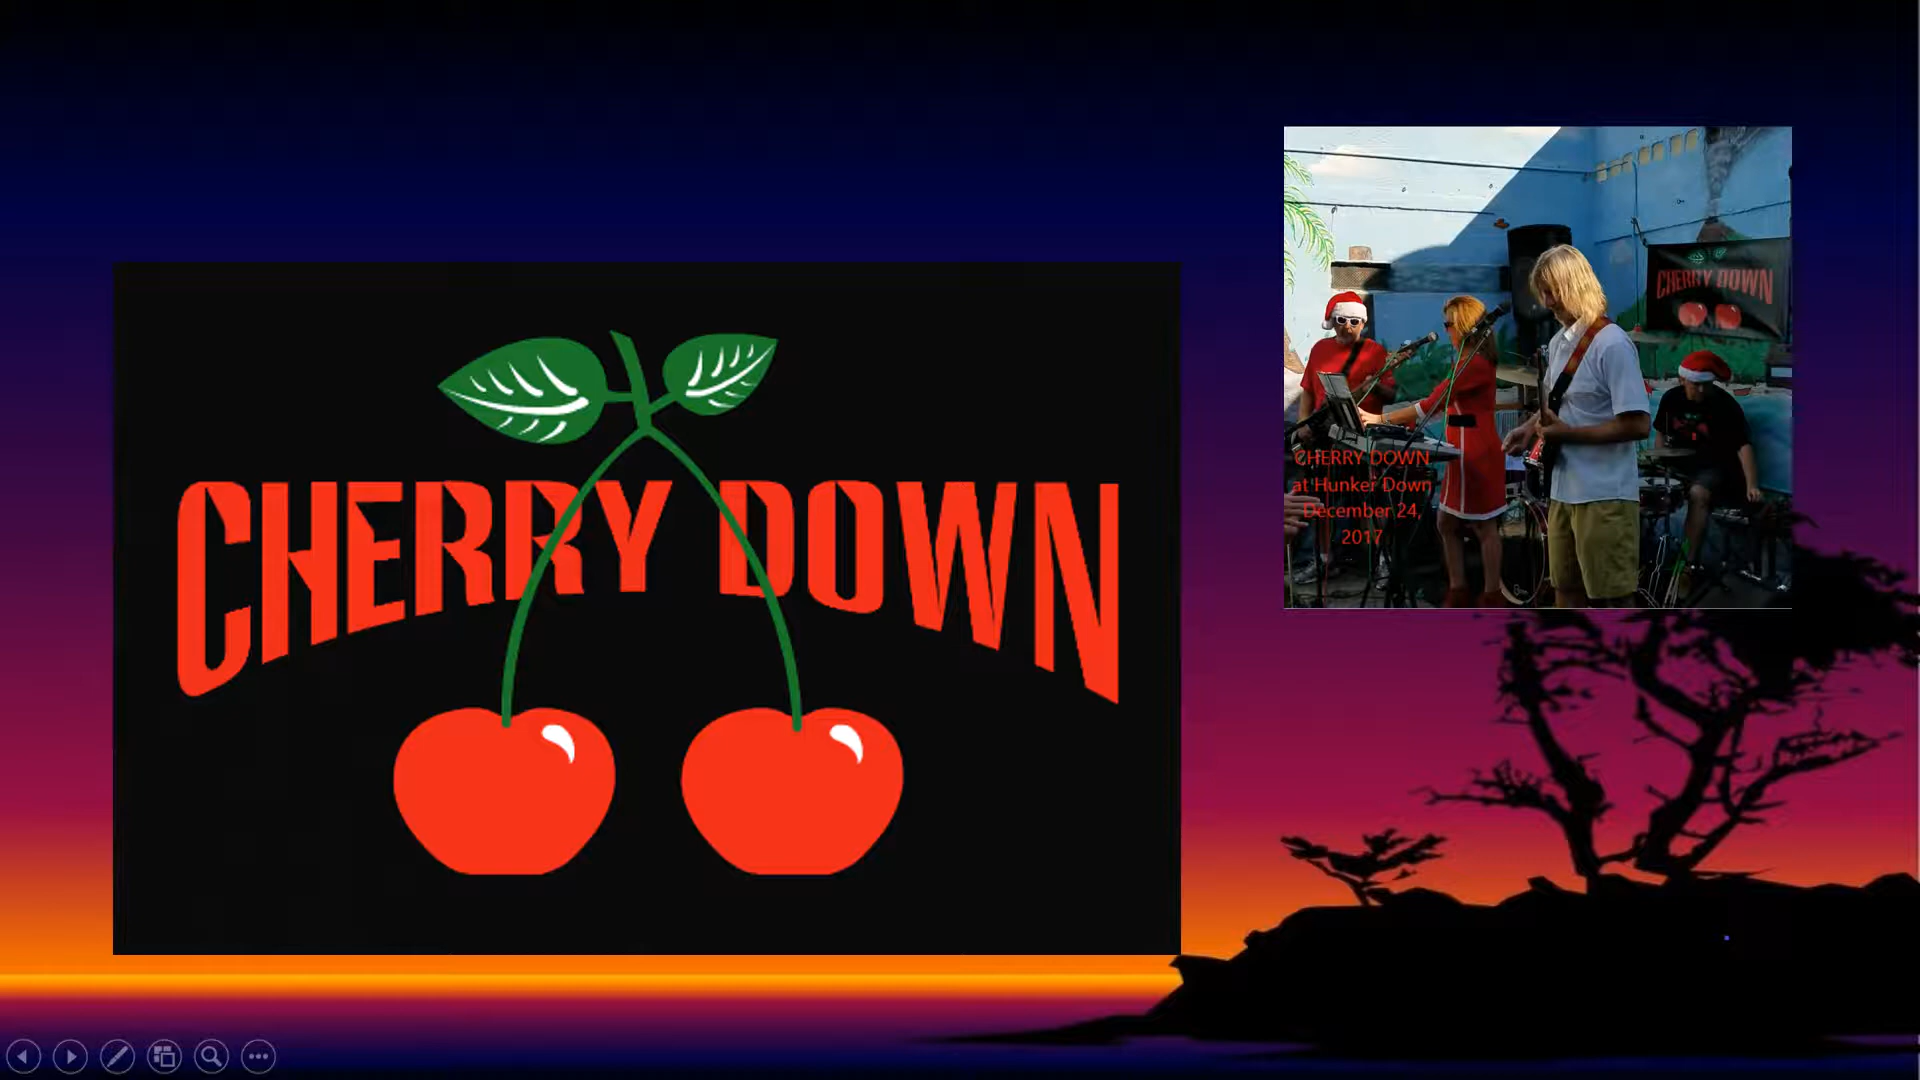 CHERRY DOWN
CHERRY DOWN
CHERRY DOWN
at Hunker Down
December 24,
2017